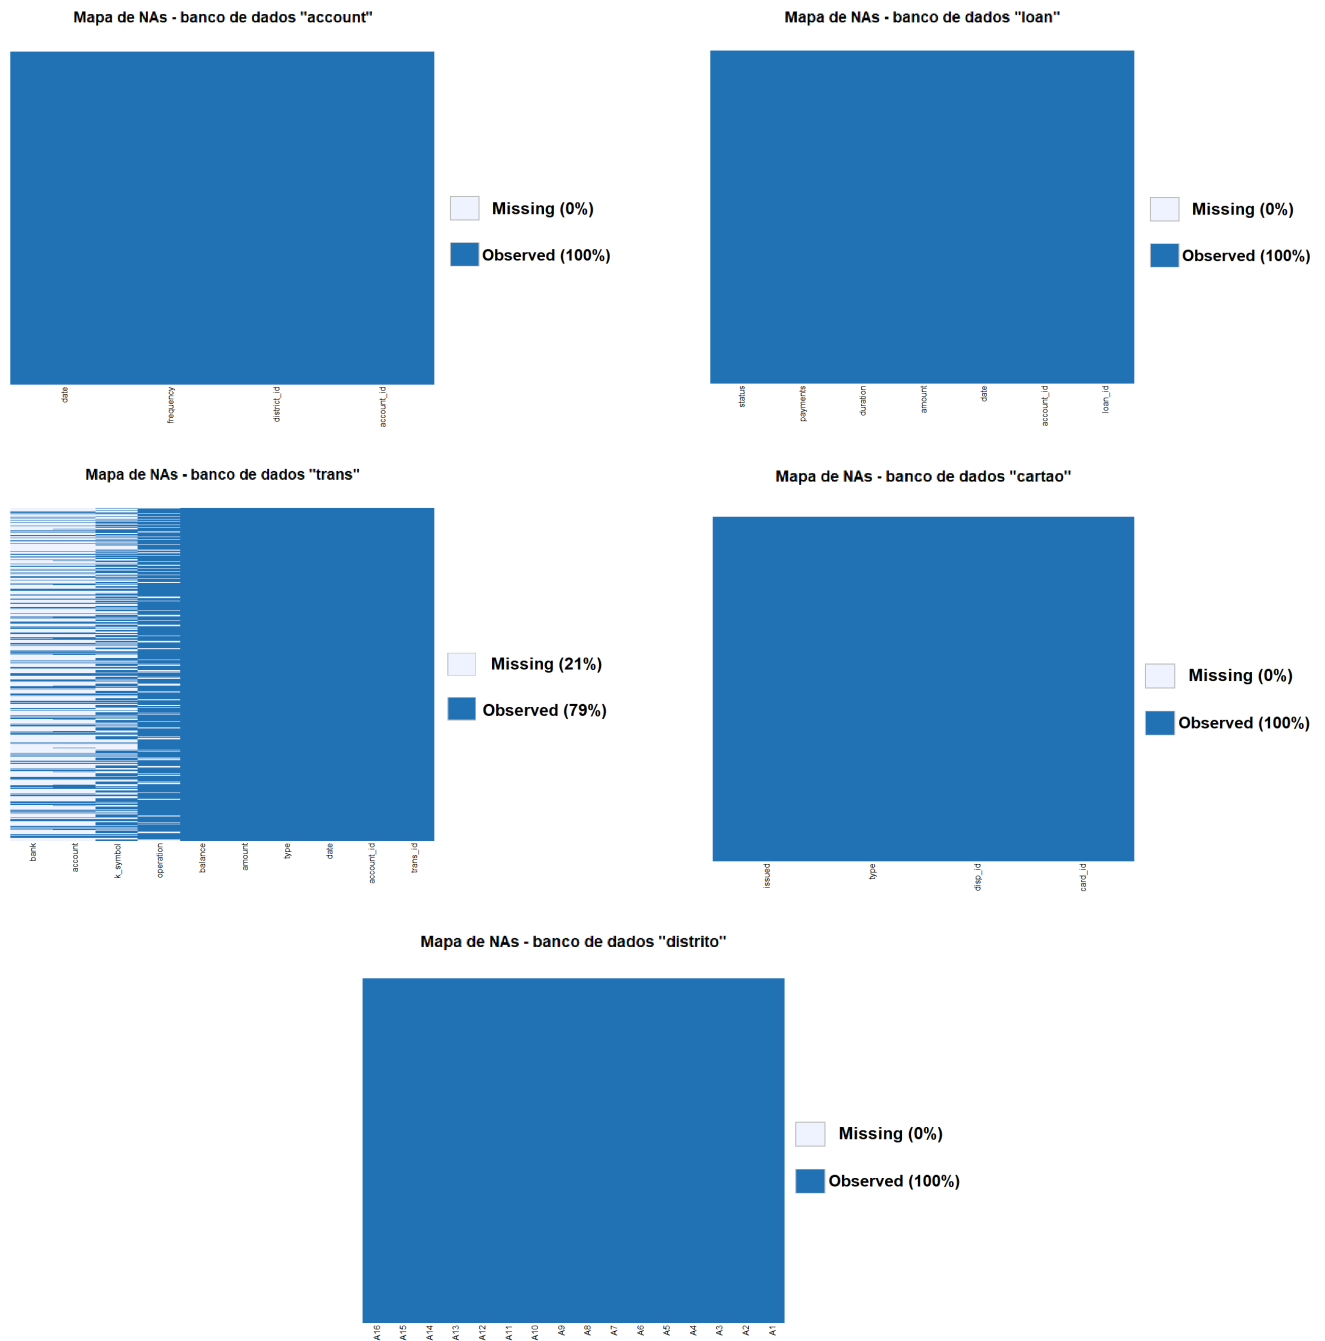 Mapa de NAs - banco de dados "account"
Missing (0%)
Observed (100%)
date
frequency
district_id
account_id
Mapa de NAs - banco de dados "loan"
Missing (0%)
Observed (100%)
status
payments
duration
amount
date
account_id
loan_id
Mapa de NAs - banco de dados "trans"
Missing (21%)
Observed (79%)
bank
account
k_symbol
operation
balance
amount
type
date
account_id
trans_id
Mapa de NAs - banco de dados "cartao"
Missing (0%)
Observed (100%)
issued
type
disp_id
card_id
Mapa de NAs - banco de dados "distrito"
Missing (0%)
Observed (100%)
A16
A15
A14
A13
A12
A11
A10
A9
A8
A7
A6
A5
A4
A3
A2
A1